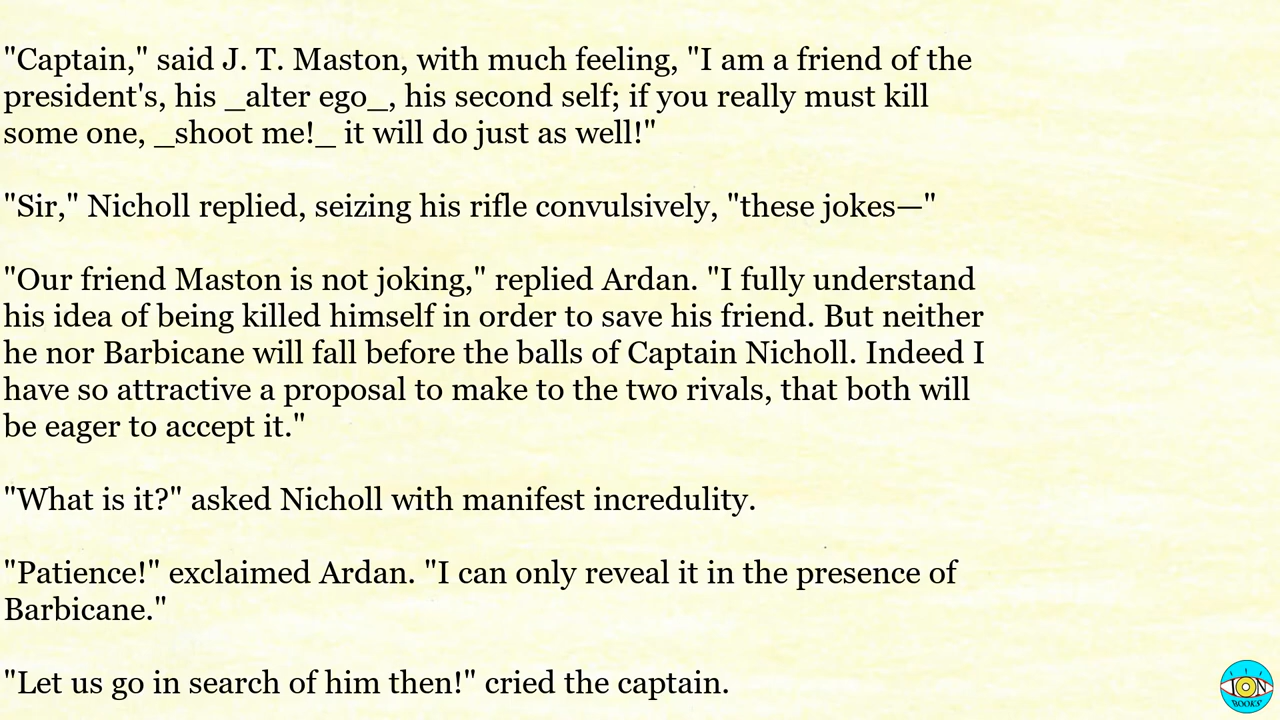 "Captain," said J. T. Maston, with much feeling, "I am a friend of the
president's, his _alter ego_, his second self; if you really must kill
some one, _shoot me!_ it will do just as well!"
"Sir," Nicholl replied, seizing his rifle convulsively, "these jokes—"
"Our friend Maston is not joking," replied Ardan. "I fully understand
his idea of being killed himself in order to save his friend. But neither
he nor Barbicane will fall before the balls of Captain Nicholl. Indeed I
have so attractive a proposal to make to the two rivals, that both will
be eager to accept it."
"What is it?" asked Nicholl with manifest incredulity.
"Patience!" exclaimed Ardan. "I can only reveal it in the presence of
Barbicane."
"Let us go in search of him then!" cried the captain.
ION
BOOKS